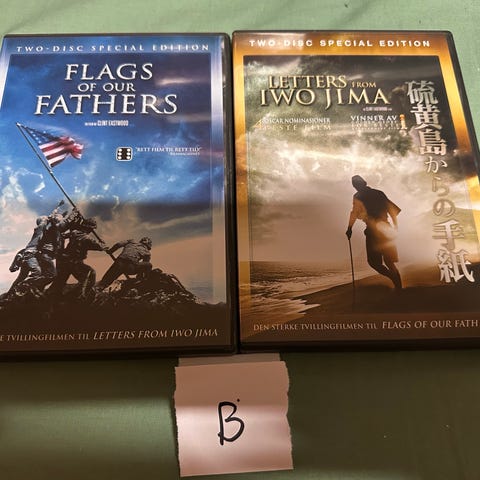 TWO-DISC SPECIAL EDITION
FLAGS
OF OUR
FATHERS
CLINT EASTWOOD
"RETT FILM TIL RETT TID"
TVILLINGFILMEN TIL LETTERS FROM IWO JIMA
TWO-DISC SPECIAL EDITION
LETTERS FROM
IWO JIMA
CLINT EASTWOOD
OSCAR NOMINASJONER
BESTE FILM
VINNER AV
硫黄島からの手紙
DEN STERKE TVILLINGFILMEN TIL FLAGS OF OUR FATH
B